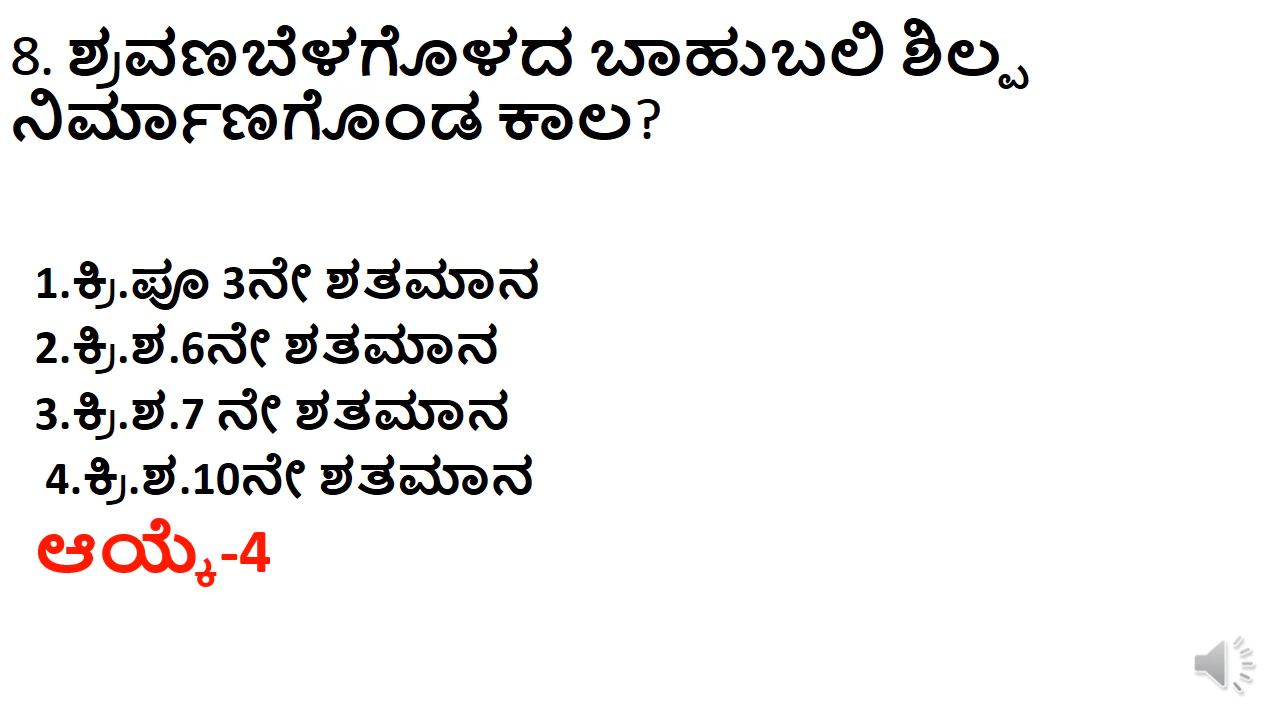 8. ಶ್ರವಣಬೆಳಗೊಳದ ಬಾಹುಬಲಿ ಶಿಲ್ಪ
ನಿರ್ಮಾಣಗೊಂಡ ಕಾಲ?
1.ಕ್ರಿ.ಪೂ 3ನೇ ಶತಮಾನ
2.ಕ್ರಿ.ಶ.6ನೇ ಶತಮಾನ
3.ಕ್ರಿ.ಶ.7 ನೇ ಶತಮಾನ
4.ಕ್ರಿ.ಶ.10ನೇ ಶತಮಾನ
ಆಯ್ಕೆ-4